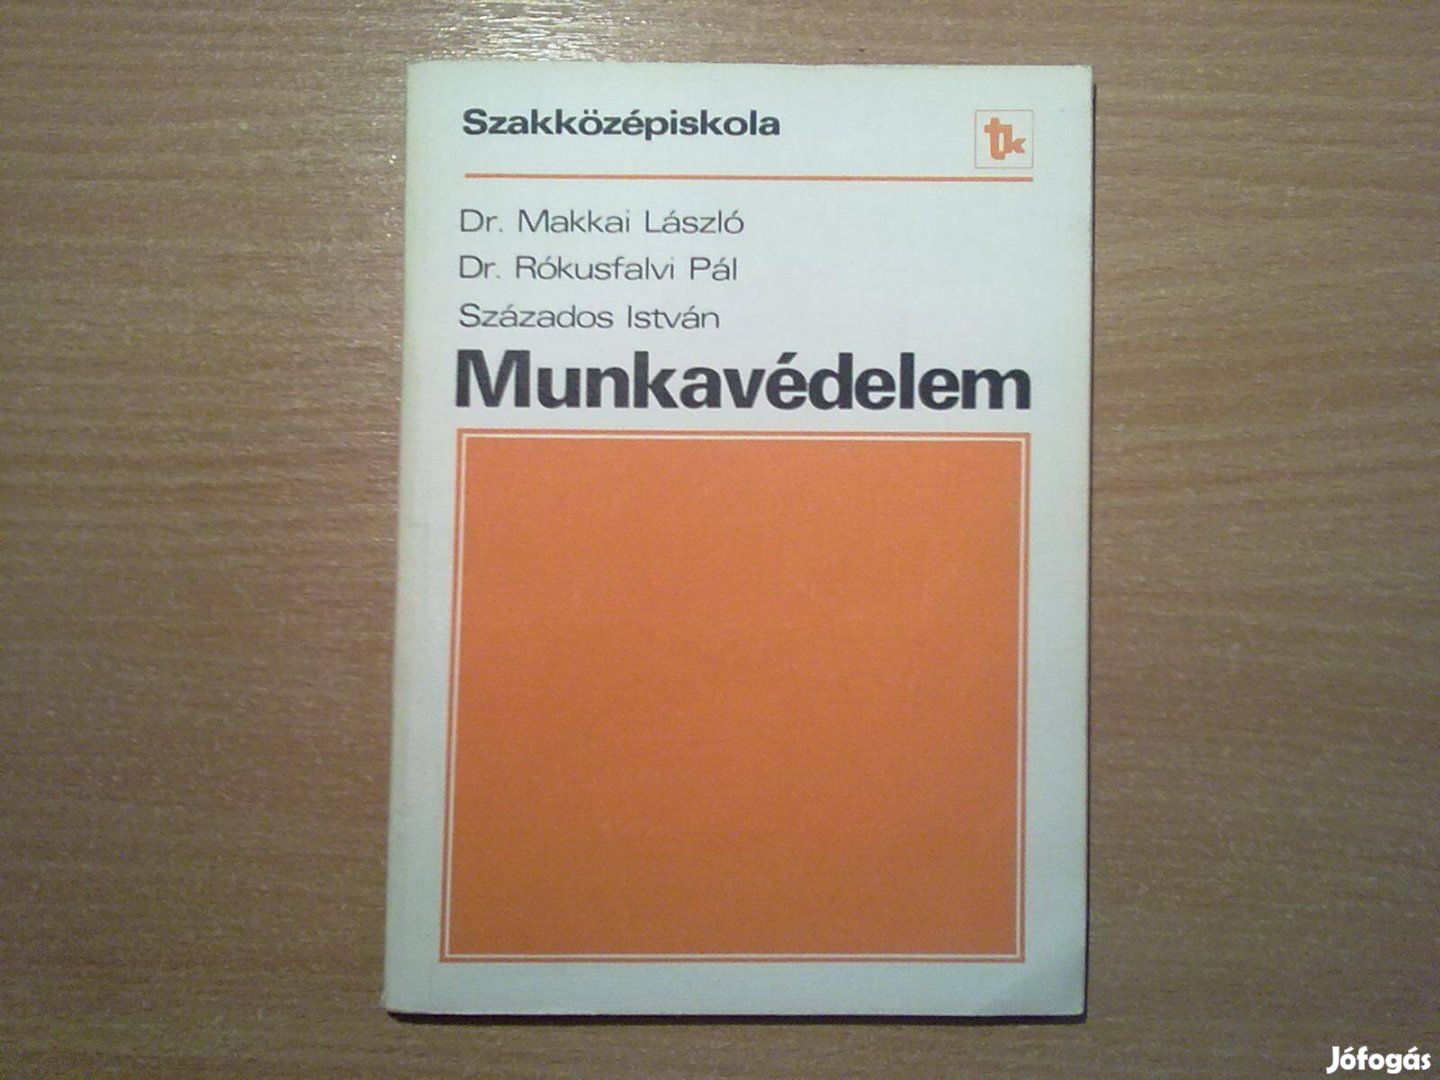 Szakközépiskola
tk
Dr. Makkai László
Dr. Rókusfalvi Pál
Százados István
Munkavédelem
Jófogás